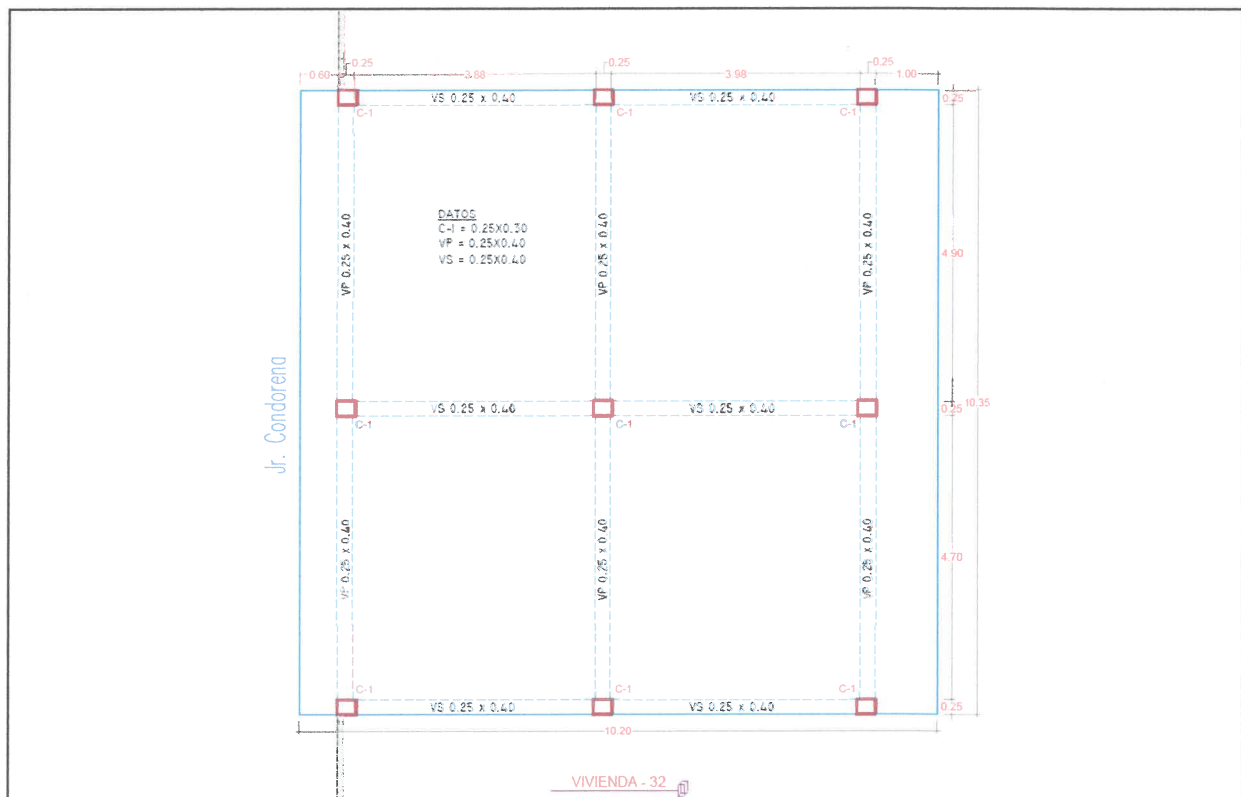 0.25 0.25 0.25
0.60 3.88 3.98 1.00
VS 0.25 x 0.40 VS 0.25 x 0.40 0.25
C-1 C-1 C-1
DATOS
C-1 = 0.25X0.30
VP = 0.25X0.40
VS = 0.25X0.40
VP 0.25 x 0.40 VP 0.25 x 0.40 VP 0.25 x 0.40 4.90
Jr. Condorena
VS 0.25 x 0.40 VS 0.25 x 0.40 0.25 10.35
C-1 C-1 C-1
VP 0.25 x 0.40 VP 0.25 x 0.40 VP 0.25 x 0.40 4.70
C-1 C-1 C-1
VS 0.25 x 0.40 VS 0.25 x 0.40 0.25
10.20
VIVIENDA - 32